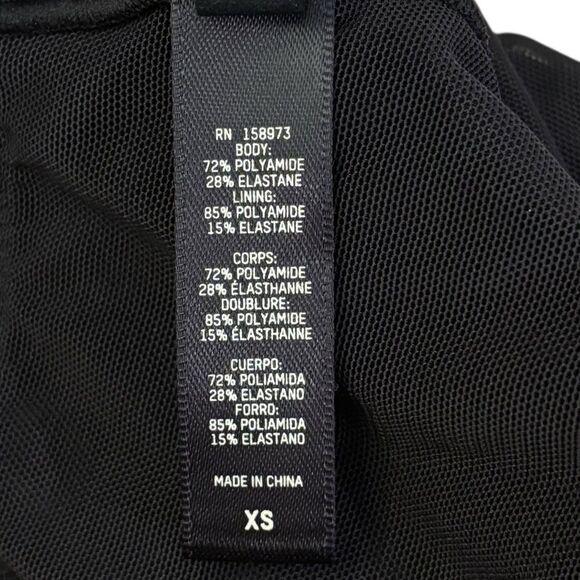 RN 158973
BODY:
72% POLYAMIDE
28% ELASTANE
LINING:
85% POLYAMIDE
15% ELASTANE
CORPS:
72% POLYAMIDE
28% ÉLASTHANNE
DOUBLURE:
85% POLYAMIDE
15% ÉLASTHANNE
CUERPO:
72% POLIAMIDA
28% ELASTANO
FORRO:
85% POLIAMIDA
15% ELASTANO
MADE IN CHINA
XS